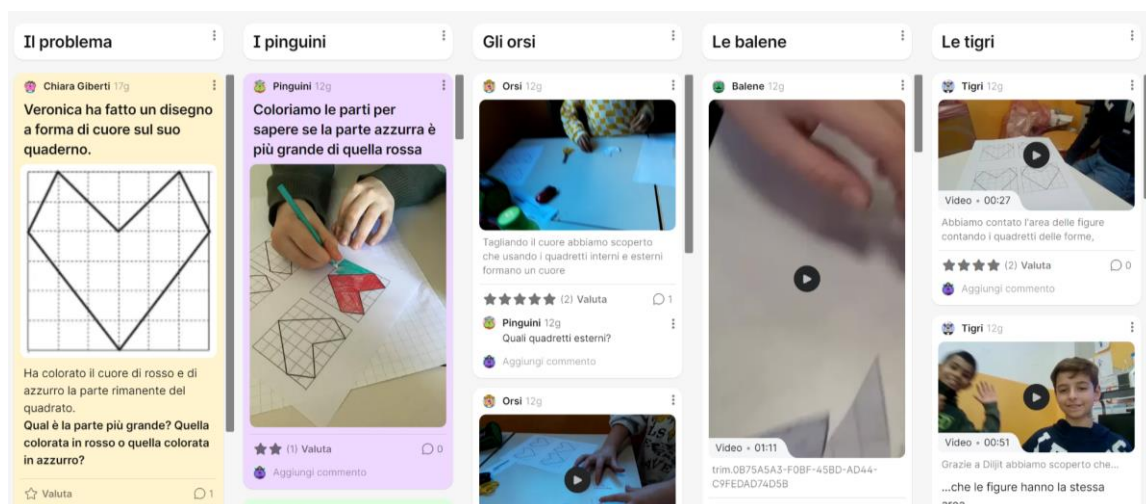 Il problema
Chiara Giberti 17g
Veronica ha fatto un disegno
a forma di cuore sul suo
quaderno.
Ha colorato il cuore di rosso e di
azzurro la parte rimanente del
quadrato.
Qual è la parte più grande? Quella
colorata in rosso o quella colorata
in azzurro?
Valuta
1
I pinguini
Pinguini 12g
Coloriamo le parti per
sapere se la parte azzurra è
più grande di quella rossa
(1) Valuta
0
Aggiungi commento
Gli orsi
Orsi 12g
Tagliando il cuore abbiamo scoperto
che usando i quadretti interni e esterni
formano un cuore
(2) Valuta
1
Pinguini 12g
Quali quadretti esterni?
Aggiungi commento
Orsi 12g
Le balene
Balene 12g
Video • 01:11
trim.0B75A5A3-F0BF-45BD-AD44-
C9FEDAD74D5B
Le tigri
Tigri 12g
Video • 00:27
Abbiamo contato l'area delle figure
contando i quadretti delle forme,
(2) Valuta
0
Aggiungi commento
Tigri 12g
Video • 00:51
Grazie a Diljit abbiamo scoperto che...
...che le figure hanno la stessa